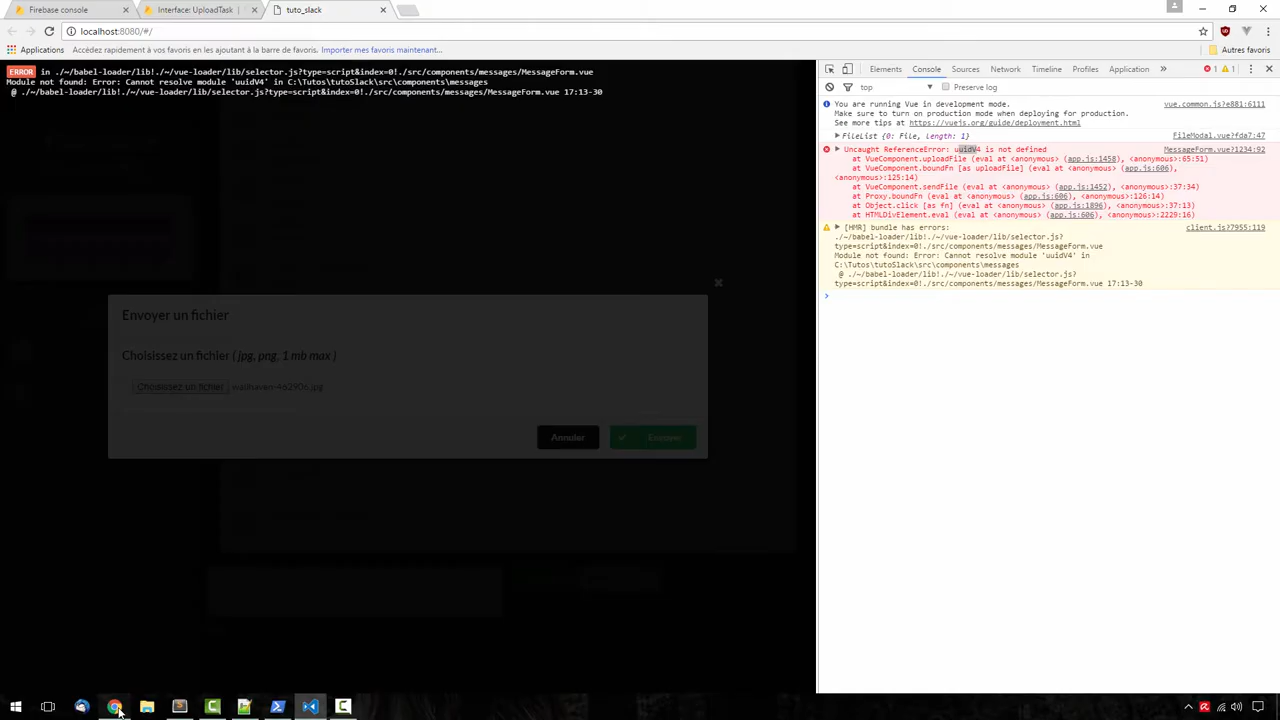 Firebase console
Interface: UploadTask |
tuto_slack
localhost:8080/#/
Applications
Accédez rapidement à vos favoris en les ajoutant à la barre de favoris.
Importer mes favoris maintenant...
Autres favoris
ERROR in ./~/babel-loader/lib!./~/vue-loader/lib/selector.js?type=script&index=0!./src/components/messages/MessageForm.vue
Module not found: Error: Cannot resolve module 'uuidV4' in C:\Tutos\tutoSlack\src\components\messages
@ ./~/babel-loader/lib!./~/vue-loader/lib/selector.js?type=script&index=0!./src/components/messages/MessageForm.vue 17:13-30
Envoyer un fichier
Choisissez un fichier ( jpg, png, 1 mb max )
Choisissez un fichier
wallhaven-462906.jpg
Annuler
Envoyer
Elements Console Sources Network Timeline Profiles Application » 1 1
top Preserve log
You are running Vue in development mode. vue.common.js?e881:6111
Make sure to turn on production mode when deploying for production.
See more tips at https://vuejs.org/guide/deployment.html
FileList {0: File, length: 1} FileModal.vue?fda7:47
Uncaught ReferenceError: uuidV4 is not defined MessageForm.vue?1234:92
at VueComponent.uploadFile (eval at <anonymous> (app.js:1458), <anonymous>:65:51)
at VueComponent.boundFn [as uploadFile] (eval at <anonymous> (app.js:606),
<anonymous>:125:14)
at VueComponent.sendFile (eval at <anonymous> (app.js:1452), <anonymous>:37:34)
at Proxy.boundFn (eval at <anonymous> (app.js:606), <anonymous>:126:14)
at Object.click [as fn] (eval at <anonymous> (app.js:1896), <anonymous>:37:13)
at HTMLDivElement.eval (eval at <anonymous> (app.js:606), <anonymous>:2229:16)
[HMR] bundle has errors: client.js?7955:119
./~/babel-loader/lib!./~/vue-loader/lib/selector.js?
type=script&index=0!./src/components/messages/MessageForm.vue
Module not found: Error: Cannot resolve module 'uuidV4' in
C:\Tutos\tutoSlack\src\components\messages
@ ./~/babel-loader/lib!./~/vue-loader/lib/selector.js?
type=script&index=0!./src/components/messages/MessageForm.vue 17:13-30